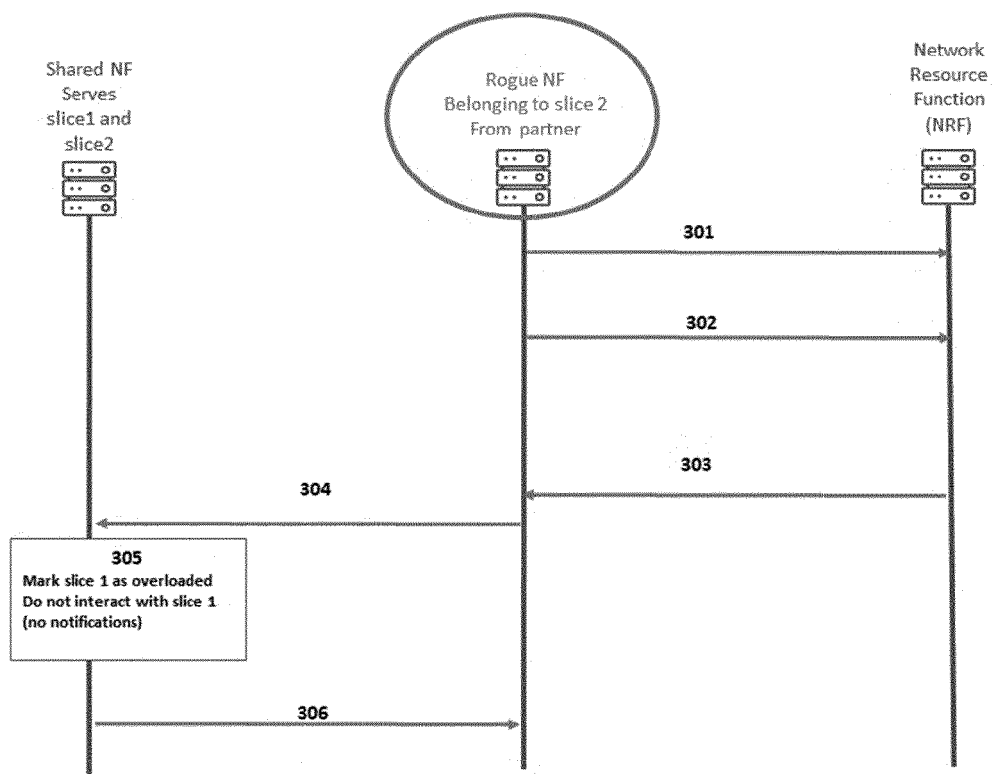 Shared NF
Serves
slice1 and
slice2
Rogue NF
Belonging to slice 2
From partner
Network
Resource
Function
(NRF)
301
302
303
304
305
Mark slice 1 as overloaded
Do not interact with slice 1
(no notifications)
306